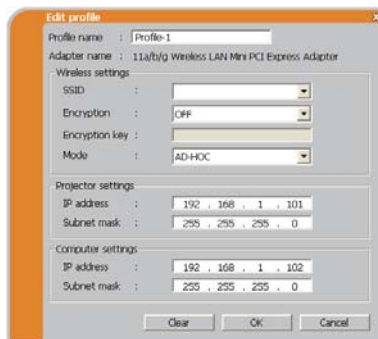 Edit profile x
Profile name : Profile-1
Adapter name : 11a/b/g Wireless LAN Mini PCI Express Adapter
Wireless settings
SSID :
Encryption : OFF
Encryption key :
Mode : AD-HOC
Projector settings
IP address : 192 . 168 . 1 . 101
Subnet mask : 255 . 255 . 255 . 0
Computer settings
IP address : 192 . 168 . 1 . 102
Subnet mask : 255 . 255 . 255 . 0
Clear OK Cancel